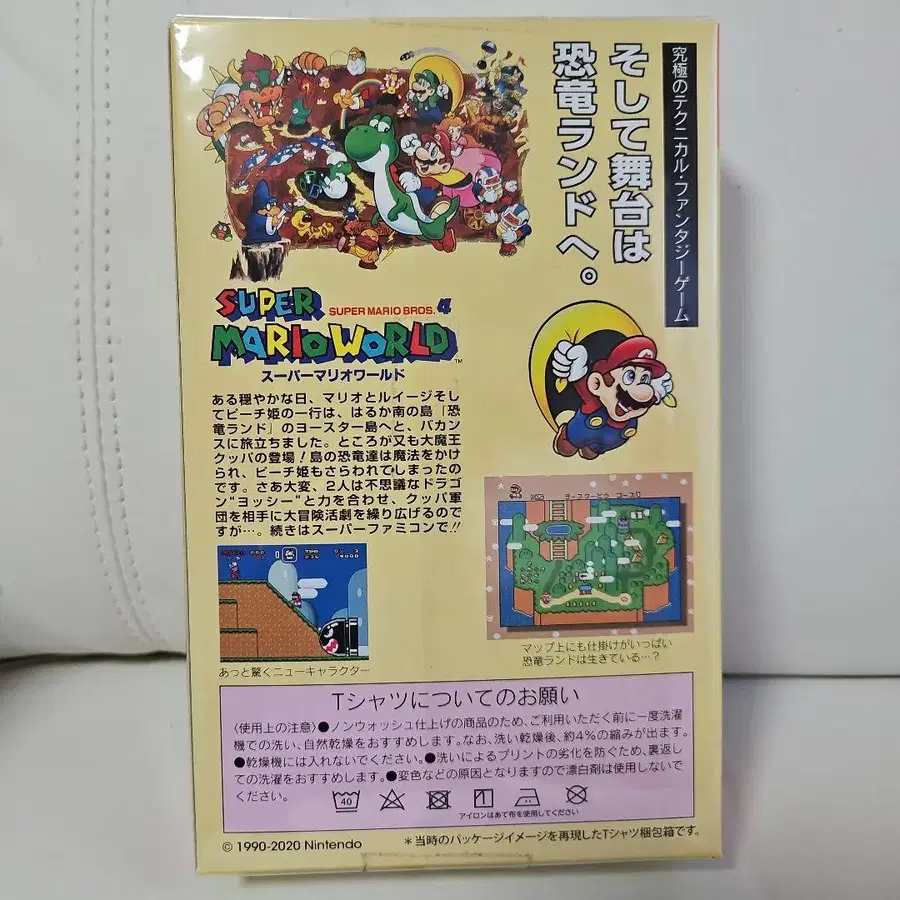 究極のテクニカル・ファンタジーゲーム
そして舞台は
恐竜ランドへ。
SUPER
SUPER MARIO BROS. 4
MARIO WORLD™
スーパーマリオワールド
ある穏やかな日、マリオとルイージそし
てピーチ姫の一行は、はるか南の島「恐
竜ランド」のヨースター島へと、バカン
スに旅立ちました。ところが又も大魔王
クッパの登場!島の恐竜達は魔法をかけ
られ、ピーチ姫もさらわれてしまったの
です。さあ大変、2人は不思議なドラゴ
ン“ヨッシー”と力を合わせ、クッパ軍
団を相手に大冒険活劇を繰り広げるので
すが…。続きはスーパーファミコンで!!
あっと驚くニューキャラクター
マップ上にも仕掛けがいっぱい
恐竜ランドは生きている…?
Tシャツについてのお願い
〈使用上の注意〉●ノンウォッシュ仕上げの商品のため、ご利用いただく前に一度洗濯
機での洗い、自然乾燥をおすすめします。なお、洗い乾燥後、約4%の縮みが出ます。
●乾燥機には入れないでください。●洗いによるプリントの劣化を防ぐため、裏返し
ての洗濯をおすすめします。●変色などの原因となりますので漂白剤は使用しないで
ください。
40
アイロンはあて布を使用してください
＊当時のパッケージイメージを再現したTシャツ梱包箱です。
© 1990-2020 Nintendo